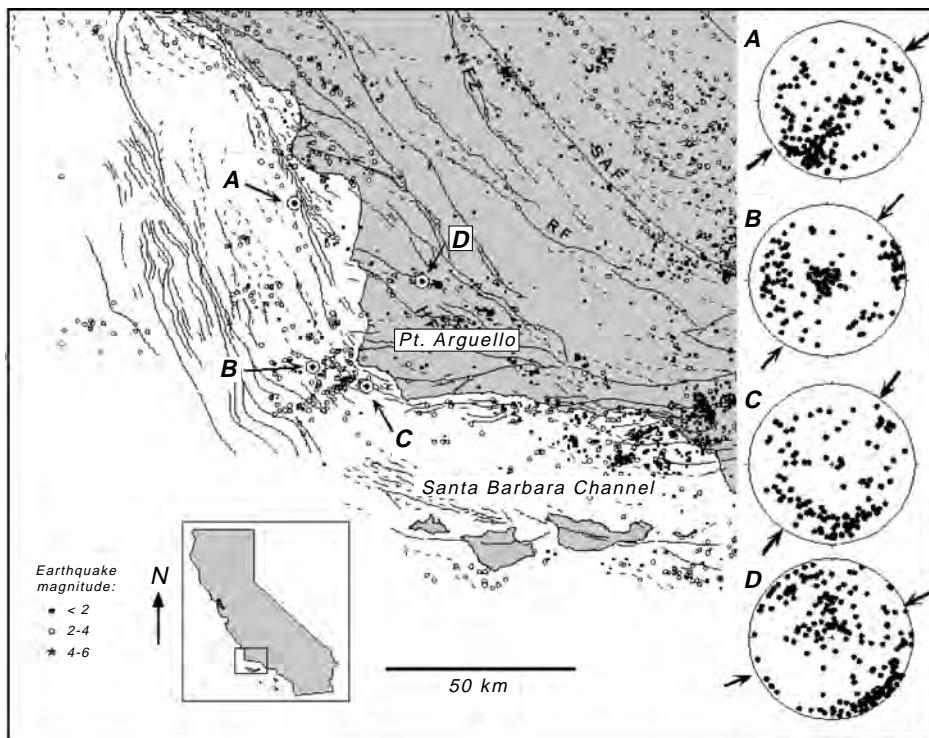 A
B
C
D
A
D
SAF
RF
Pt. Arguello
B
C
Santa Barbara Channel
Earthquake
magnitude:
< 2
2-4
4-6
N
50 km